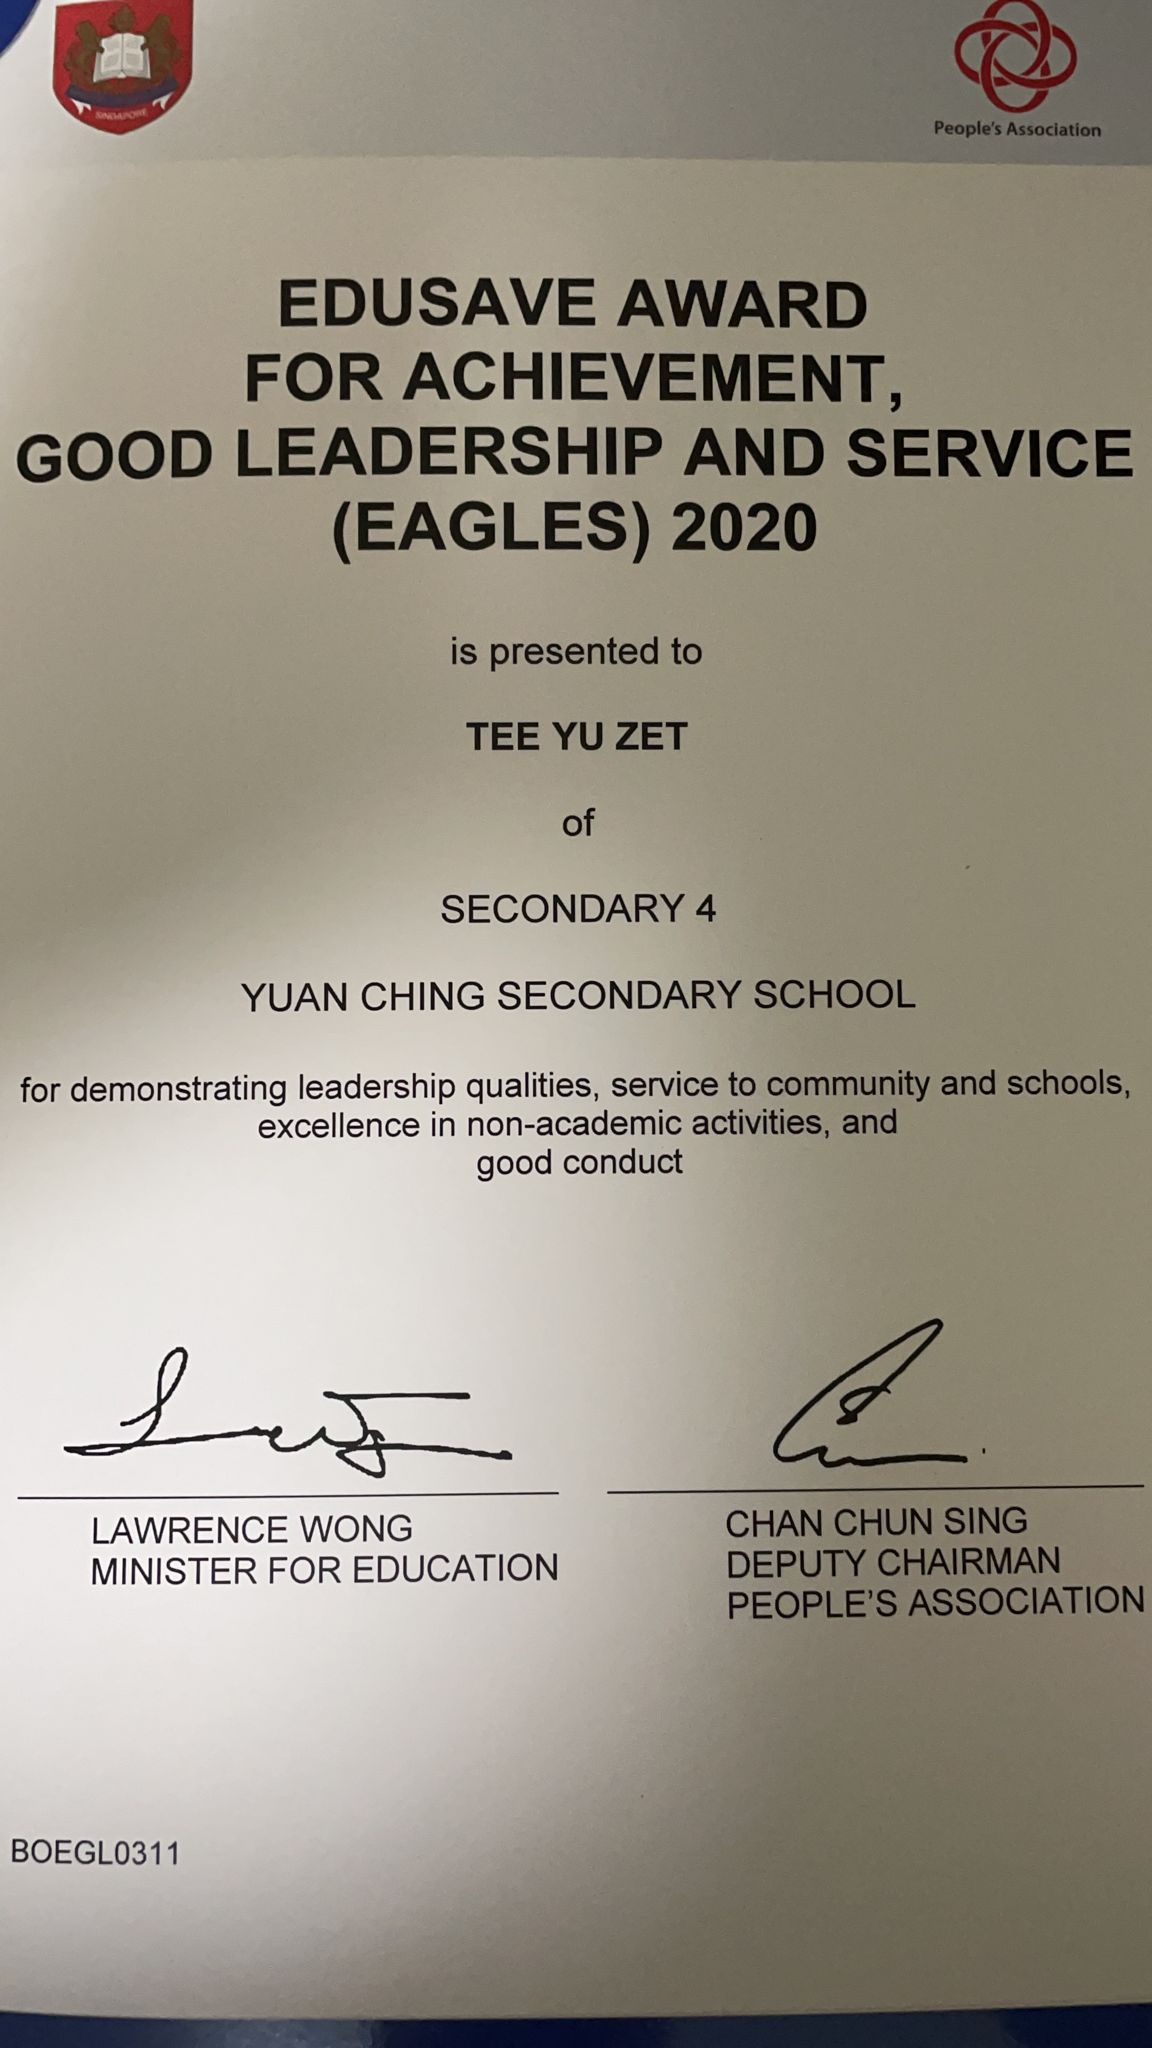 SINGAPORE
People's Association
EDUSAVE AWARD
FOR ACHIEVEMENT,
GOOD LEADERSHIP AND SERVICE
(EAGLES) 2020
is presented to
TEE YU ZET
of
SECONDARY 4
YUAN CHING SECONDARY SCHOOL
for demonstrating leadership qualities, service to community and schools,
excellence in non-academic activities, and
good conduct
LAWRENCE WONG
MINISTER FOR EDUCATION
CHAN CHUN SING
DEPUTY CHAIRMAN
PEOPLE'S ASSOCIATION
BOEGL0311